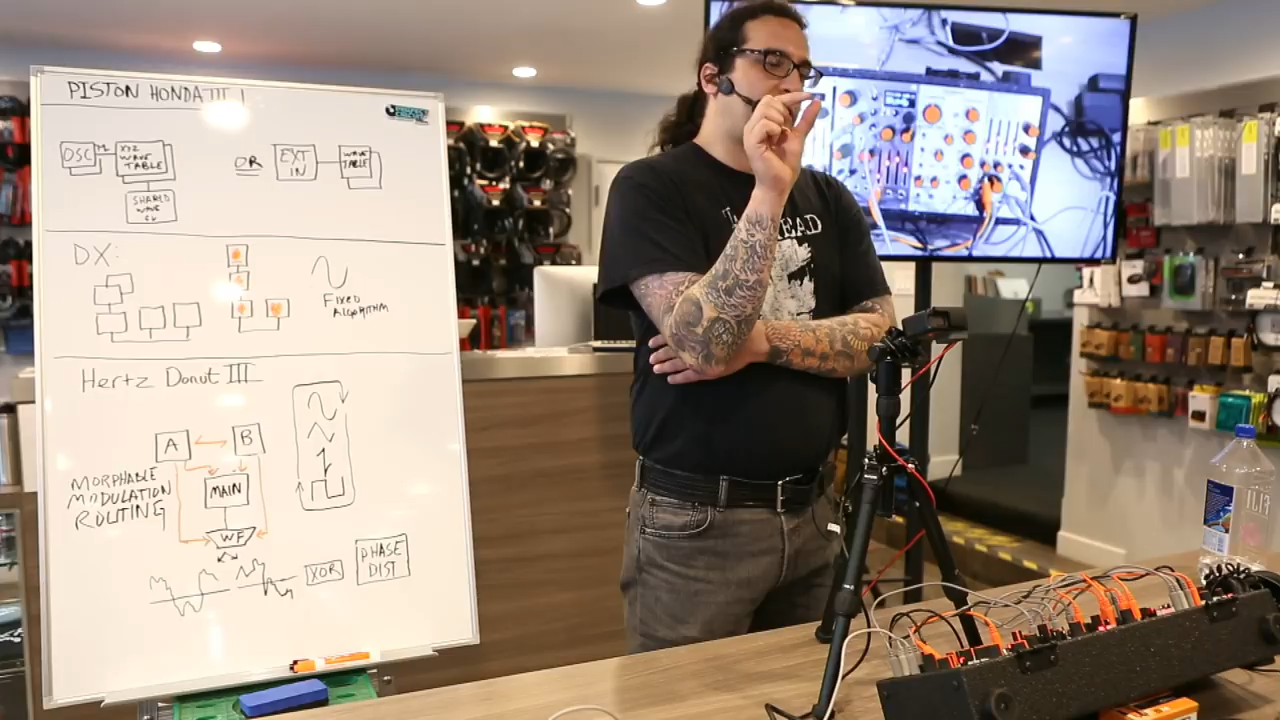 PISTON HONDA III
OSC
XYZ
WAVE
TABLE
SHARED
WAVE
OR
EXT
IN
WAVE
TABLE
DX:
FIXED
ALGORITHM
Hertz Donut III
A
B
MORPHABLE
MODULATION
ROUTING
MAIN
WF
XOR
PHASE
DIST
FIJI